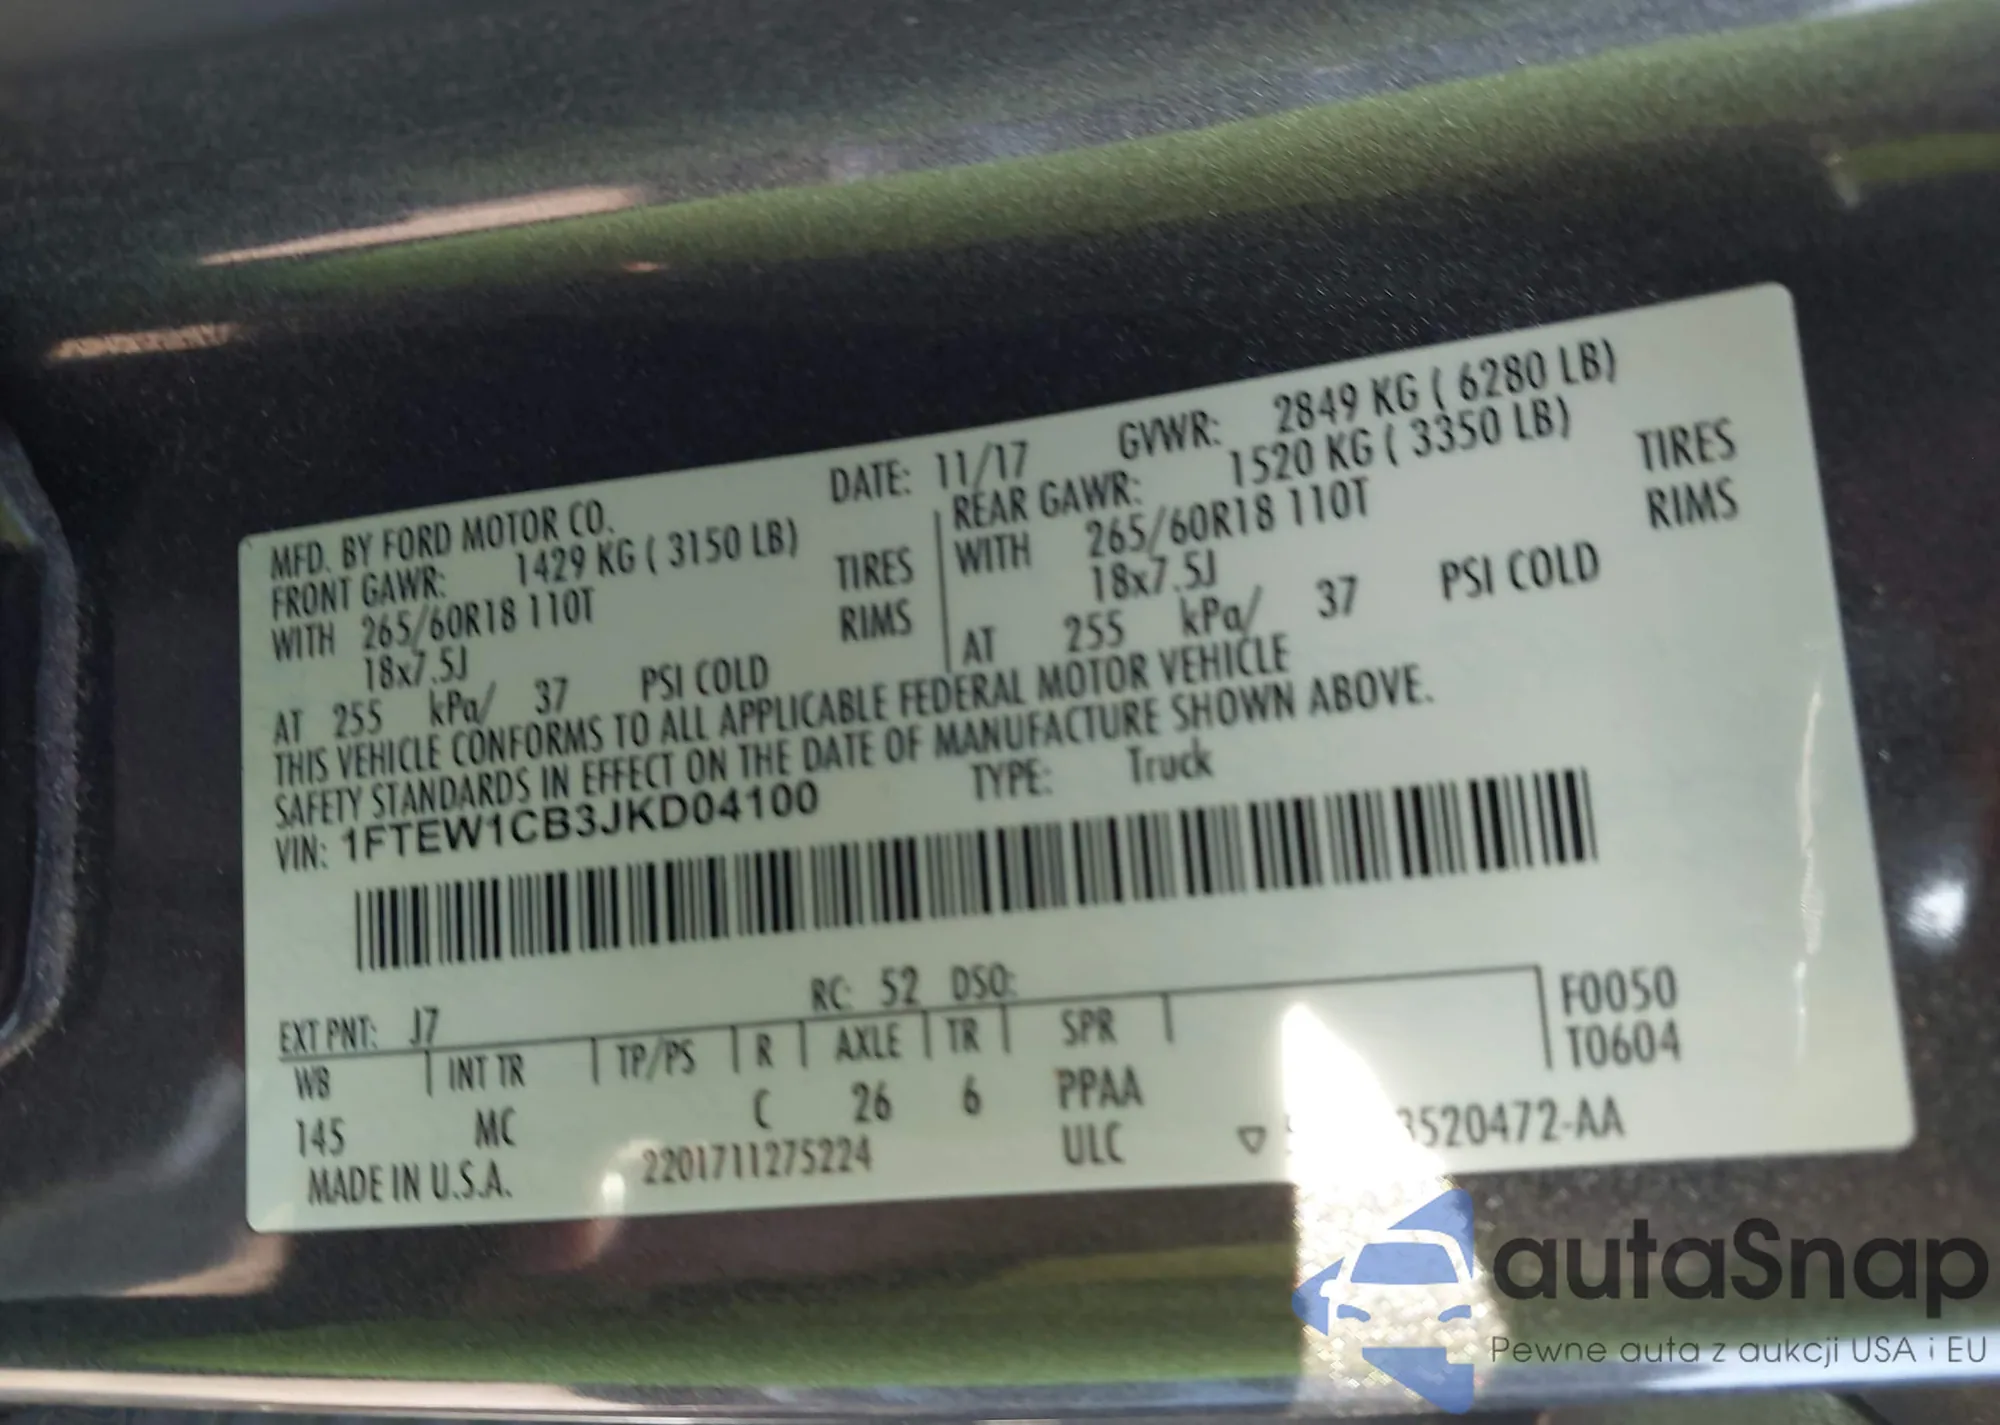 MFD. BY FORD MOTOR CO. DATE: 11/17 GVWR: 2849 KG ( 6280 LB)
FRONT GAWR: 1429 KG ( 3150 LB) REAR GAWR: 1520 KG ( 3350 LB)
WITH 265/60R18 110T TIRES WITH 265/60R18 110T TIRES
18x7.5J RIMS 18x7.5J RIMS
AT 255 kPa/ 37 PSI COLD AT 255 kPa/ 37 PSI COLD
THIS VEHICLE CONFORMS TO ALL APPLICABLE FEDERAL MOTOR VEHICLE
SAFETY STANDARDS IN EFFECT ON THE DATE OF MANUFACTURE SHOWN ABOVE.
VIN: 1FTEW1CB3JKD04100 TYPE: Truck
EXT PNT: J7 RC: 52 DSO: F0050
WB INT TR TP/PS R AXLE TR SPR T0604
145 MC C 26 6 PPAA
MADE IN U.S.A. 2201711275224 ULC 3520472-AA
autaSnap
Pewne auta z aukcji USA i EU